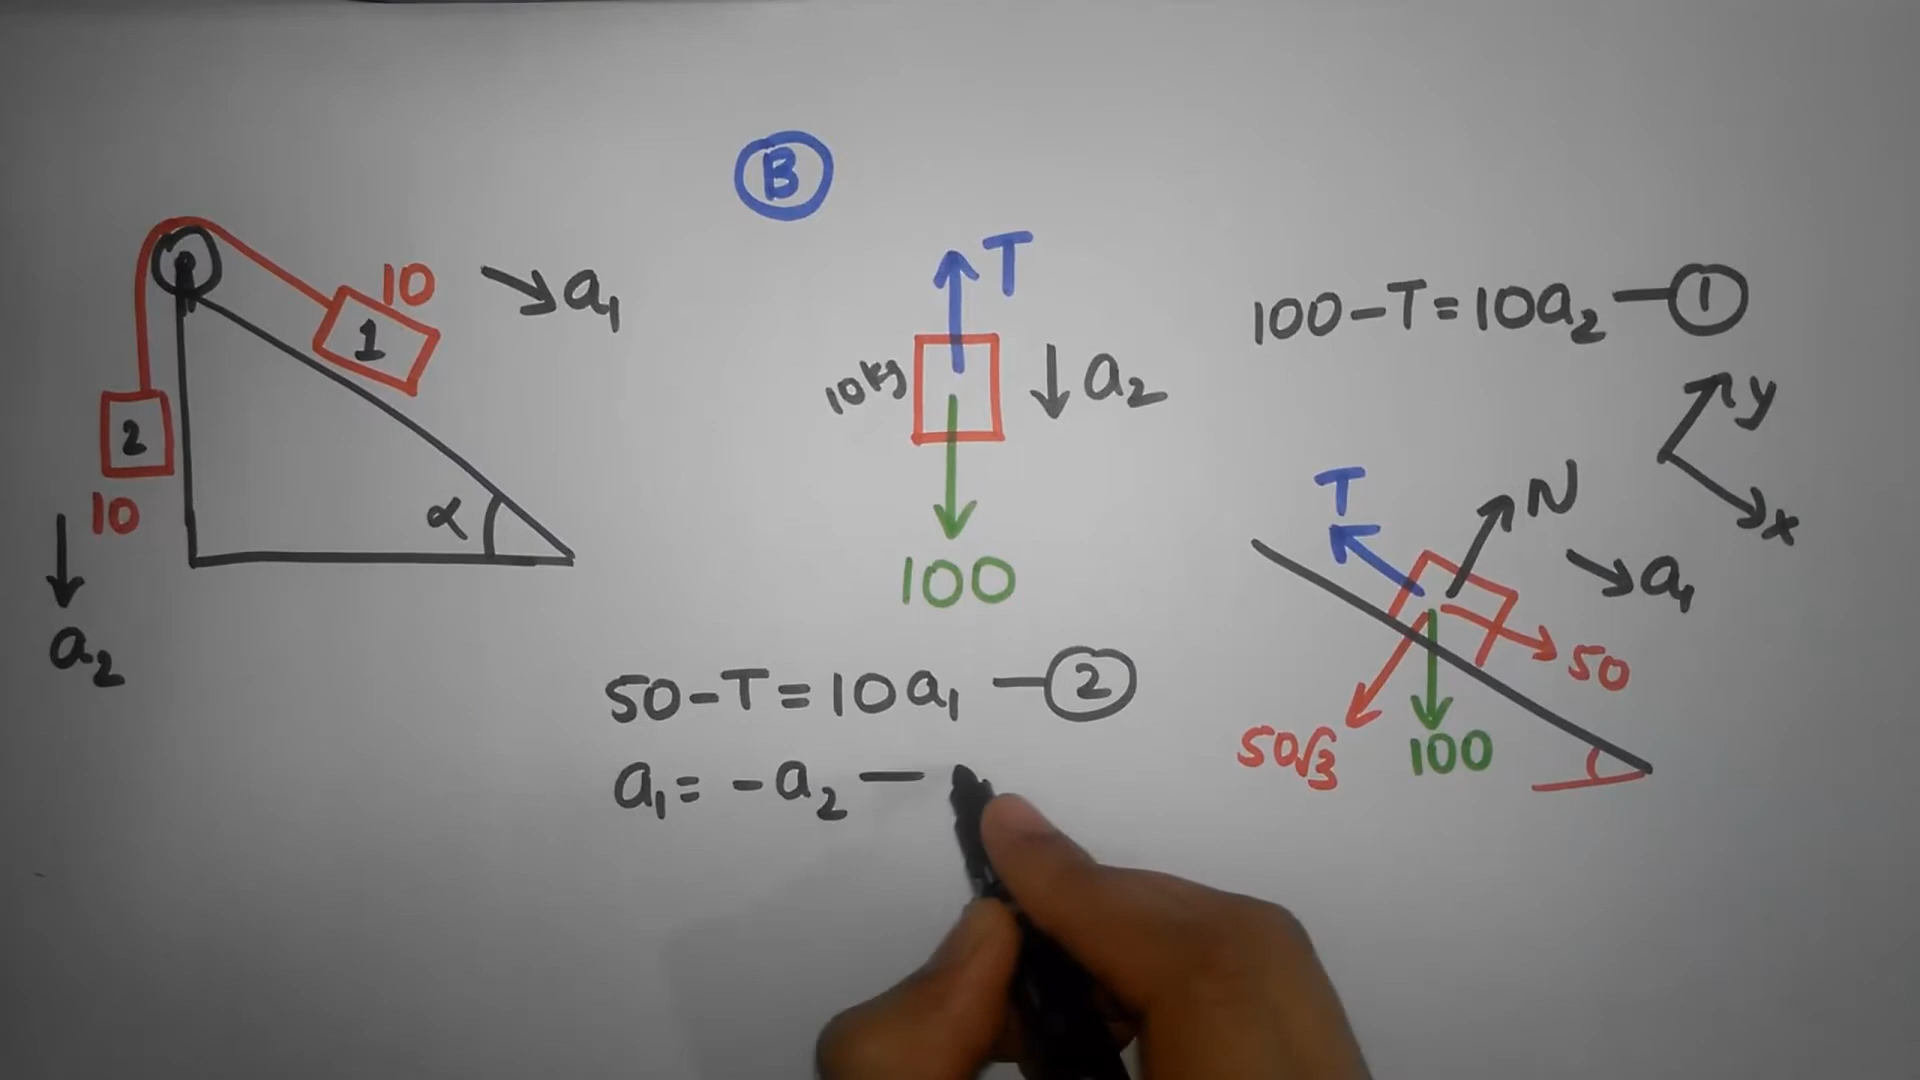 B
10
a₁
1
2
10
α
a₂
T
10kg
↓ a₂
100
100-T=10a₂ — 1
y
x
T
N
a₁
50
50√3
100
50-T=10a₁ — 2
a₁= -a₂ —